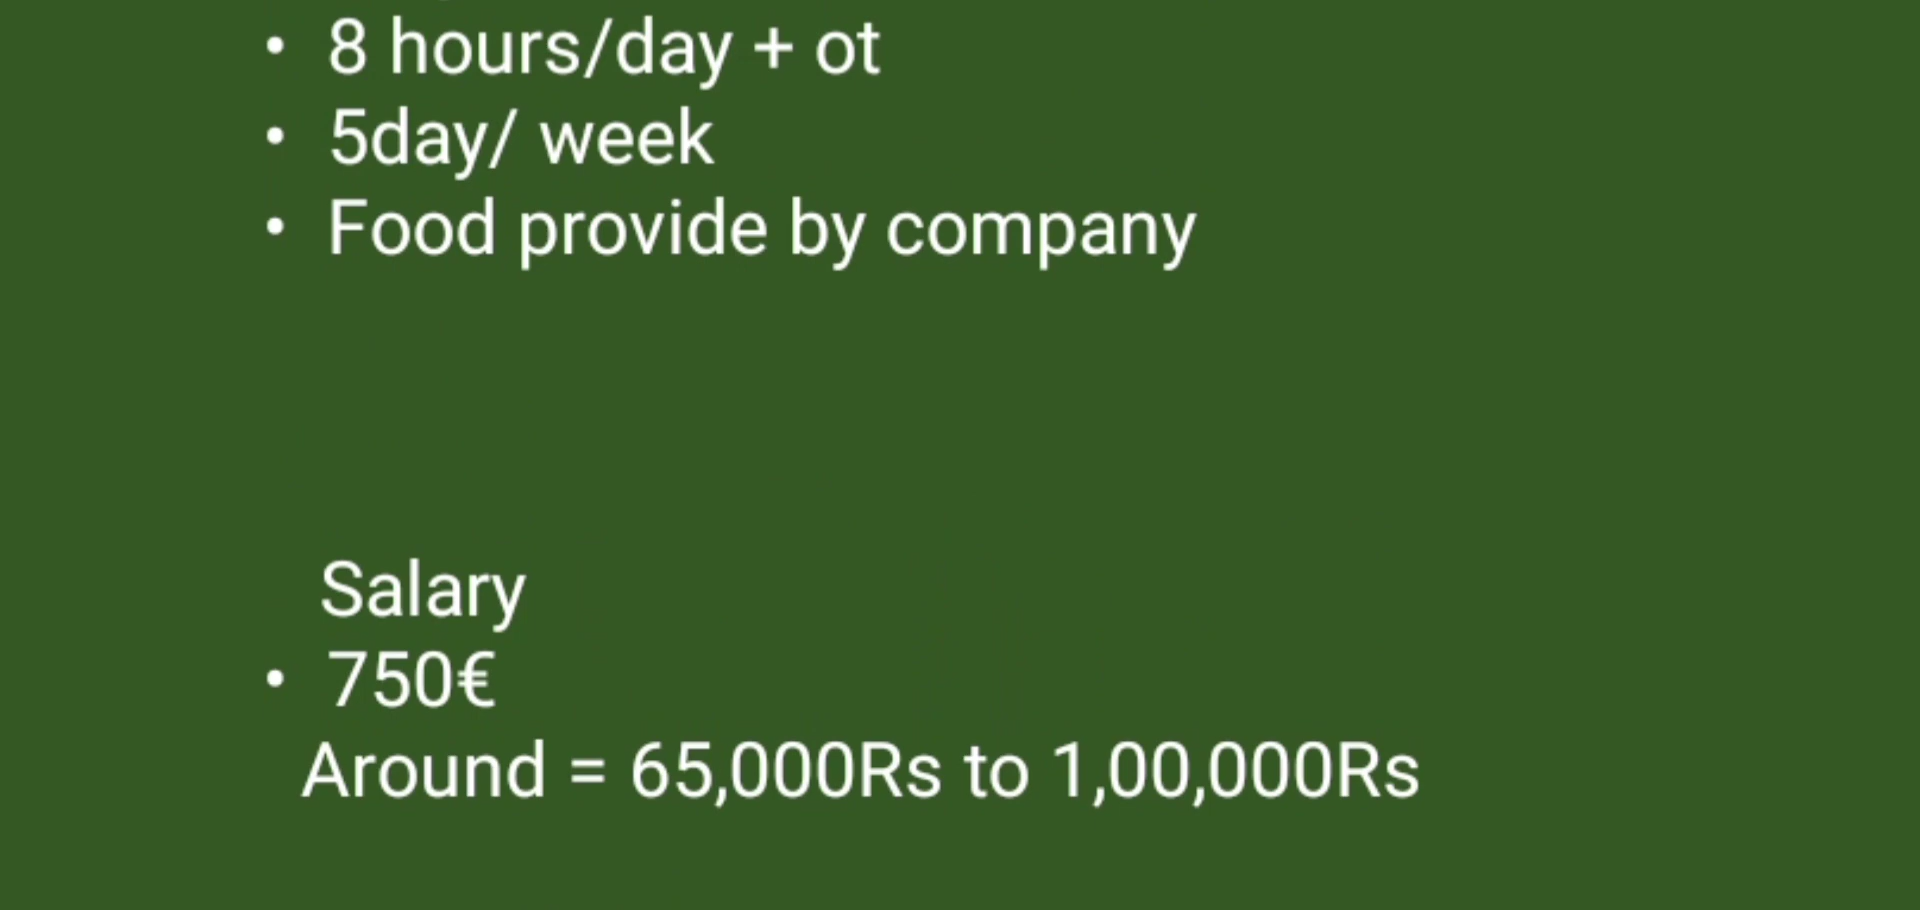 • 8 hours/day + ot
• 5day/ week
• Food provide by company
Salary
• 750€
Around = 65,000Rs to 1,00,000Rs